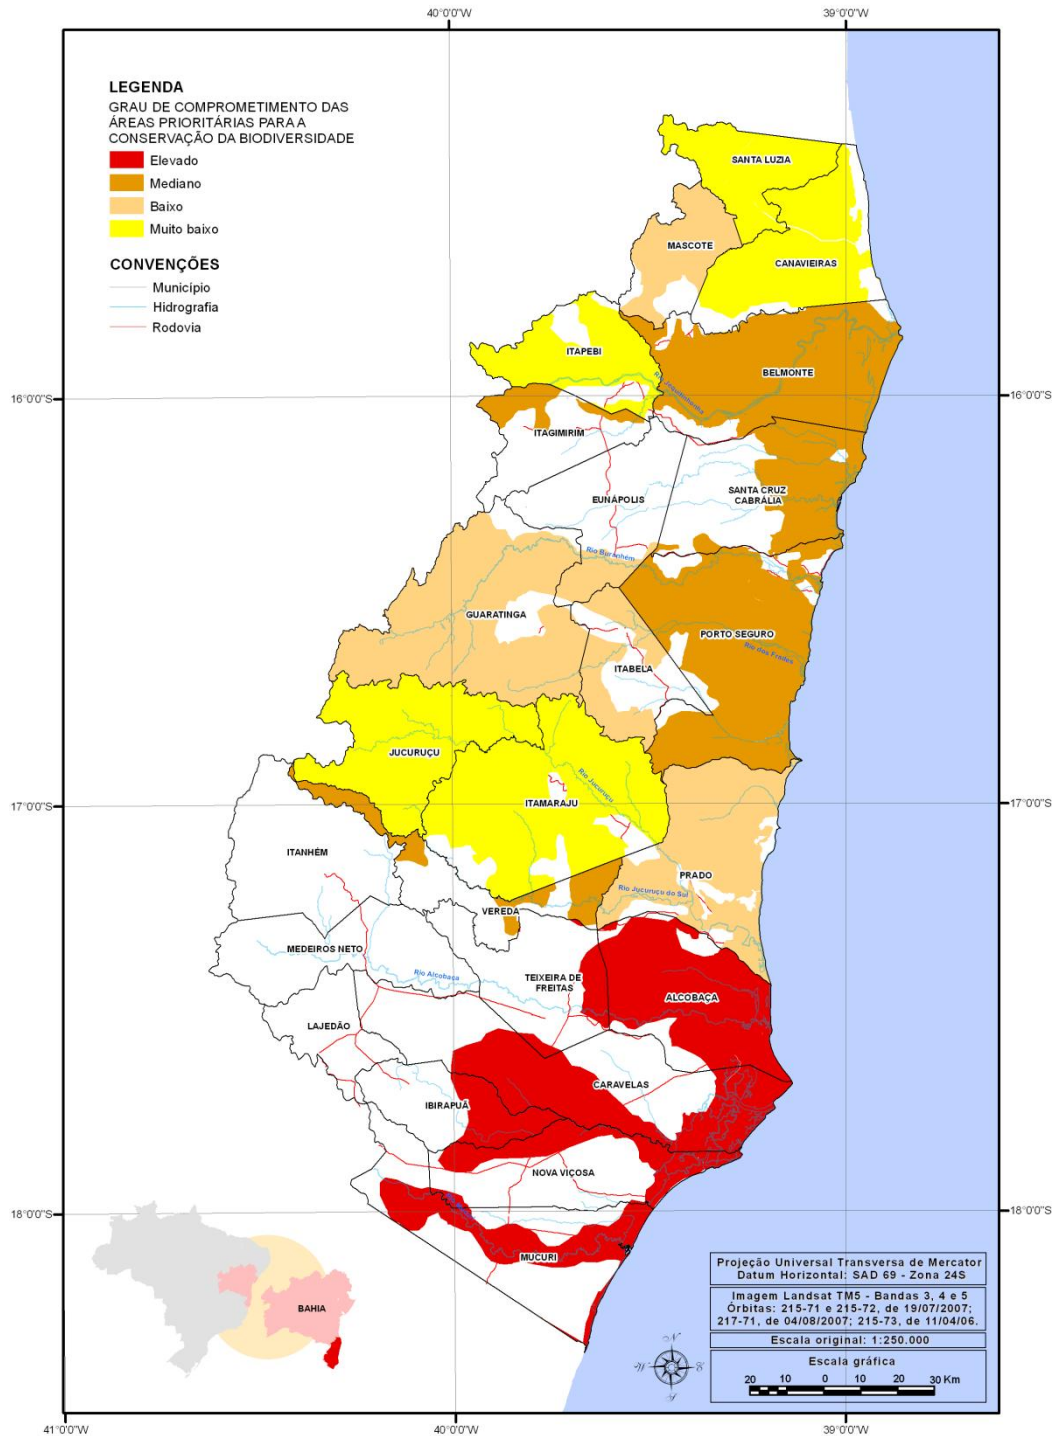 40°0'0"W
39°0'0"W
LEGENDA
GRAU DE COMPROMETIMENTO DAS
ÁREAS PRIORITÁRIAS PARA A
CONSERVAÇÃO DA BIODIVERSIDADE
Elevado
Mediano
Baixo
Muito baixo
CONVENÇÕES
Município
Hidrografia
Rodovia
SANTA LUZIA
MASCOTE
CANAVIEIRAS
ITAPEBI
BELMONTE
Rio Jequitinhonha
16°0'0"S
16°0'0"S
ITAGIMIRIM
EUNÁPOLIS
SANTA CRUZ
CABRÁLIA
Rio Buranhém
GUARATINGA
PORTO SEGURO
Rio dos Frades
ITABELA
JUCURUÇU
Rio Jucuruçu
ITAMARAJU
17°0'0"S
17°0'0"S
ITANHÉM
PRADO
Rio Jucuruçu do Sul
VEREDA
MEDEIROS NETO
Rio Alcobaça
TEIXEIRA DE
FREITAS
ALCOBAÇA
LAJEDÃO
CARAVELAS
IBIRAPUÃ
NOVA VIÇOSA
18°0'0"S
18°0'0"S
MUCURI
BAHIA
Projeção Universal Transversa de Mercator
Datum Horizontal: SAD 69 - Zona 24S
Imagem Landsat TM5 - Bandas 3, 4 e 5
Órbitas: 215-71 e 215-72, de 19/07/2007;
217-71, de 04/08/2007; 215-73, de 11/04/06.
Escala original: 1:250.000
Escala gráfica
20 10 0 10 20 30 Km
N
W
E
S
41°0'0"W
40°0'0"W
39°0'0"W